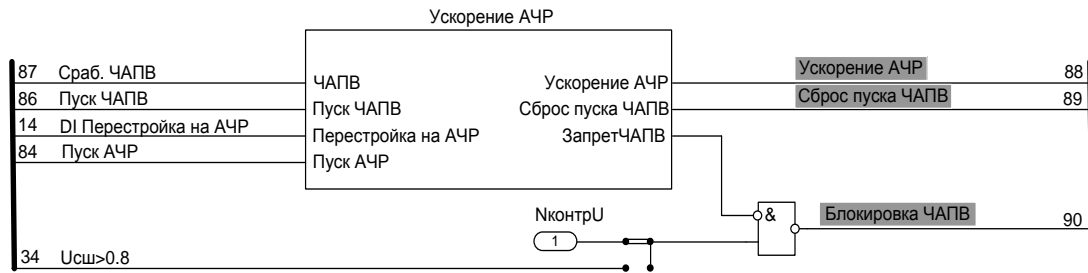 Ускорение АЧР
87 Сраб. ЧАПВ
ЧАПВ
Ускорение АЧР
Ускорение АЧР
88
86 Пуск ЧАПВ
Пуск ЧАПВ
Сброс пуска ЧАПВ
Сброс пуска ЧАПВ
89
14 DI Перестройка на АЧР
Перестройка на АЧР
ЗапретЧАПВ
84 Пуск АЧР
Пуск АЧР
NконтрU
1
&
Блокировка ЧАПВ
90
34 Uсш>0.8